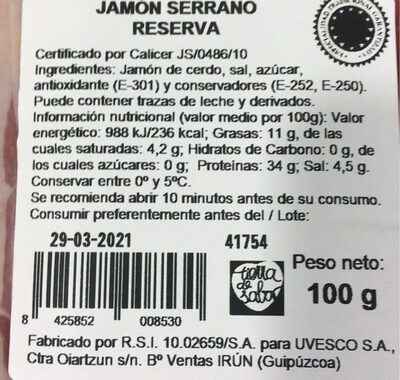 JAMÓN SERRANO
RESERVA
Certificado por Calicer JS/0486/10
Ingredientes: Jamón de cerdo, sal, azúcar,
antioxidante (E-301) y conservadores (E-252, E-250).
Puede contener trazas de leche y derivados.
Información nutricional (valor medio por 100g): Valor
energético: 988 kJ/236 kcal; Grasas: 11 g, de las
cuales saturadas: 4,2 g; Hidratos de Carbono: 0 g, de
los cuales azúcares: 0 g; Proteinas: 34 g; Sal: 4,5 g.
Conservar entre 0º y 5ºC.
Se recomienda abrir 10 minutos antes de su consumo.
Consumir preferentemente antes del / Lote:
29-03-2021 41754
tierra de sabor
Peso neto:
100 g
8 425852 008530
Fabricado por R.S.I. 10.02659/S.A. para UVESCO S.A.,
Ctra Oiartzun s/n. Bº Ventas IRÚN (Guipúzcoa)